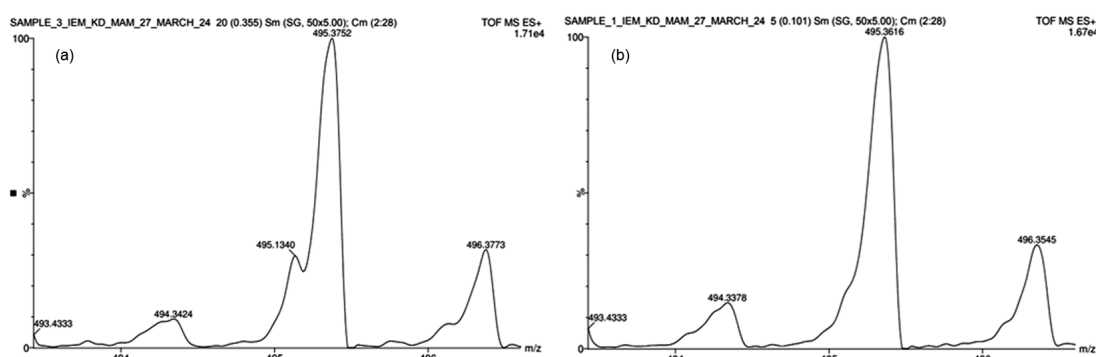 SAMPLE_3_IEM_KD_MAM_27_MARCH_24 20 (0.355) Sm (SG, 50x5.00); Cm (2:28)
TOF MS ES+
1.71e4
100
(a)
495.3752
%
495.1340
496.3773
494.3424
493.4333
0
m/z
SAMPLE_1_IEM_KD_MAM_27_MARCH_24 5 (0.101) Sm (SG, 50x5.00); Cm (2:28)
TOF MS ES+
1.67e4
100
(b)
495.3616
%
496.3545
494.3378
493.4333
0
m/z